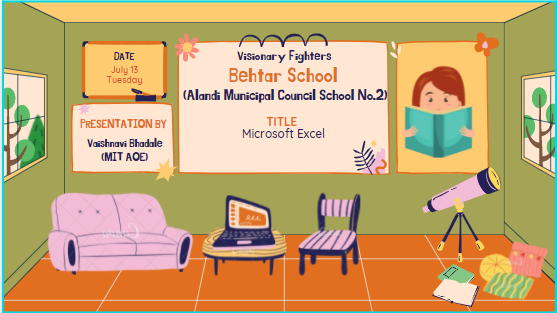 DATE
July 13
Tuesday
PRESENTATION BY
Vaishnavi Bhadale
(MIT AOE)
Visionary Fighters
Behtar School
(Alandi Municipal Council School No.2)
TITLE
Microsoft Excel